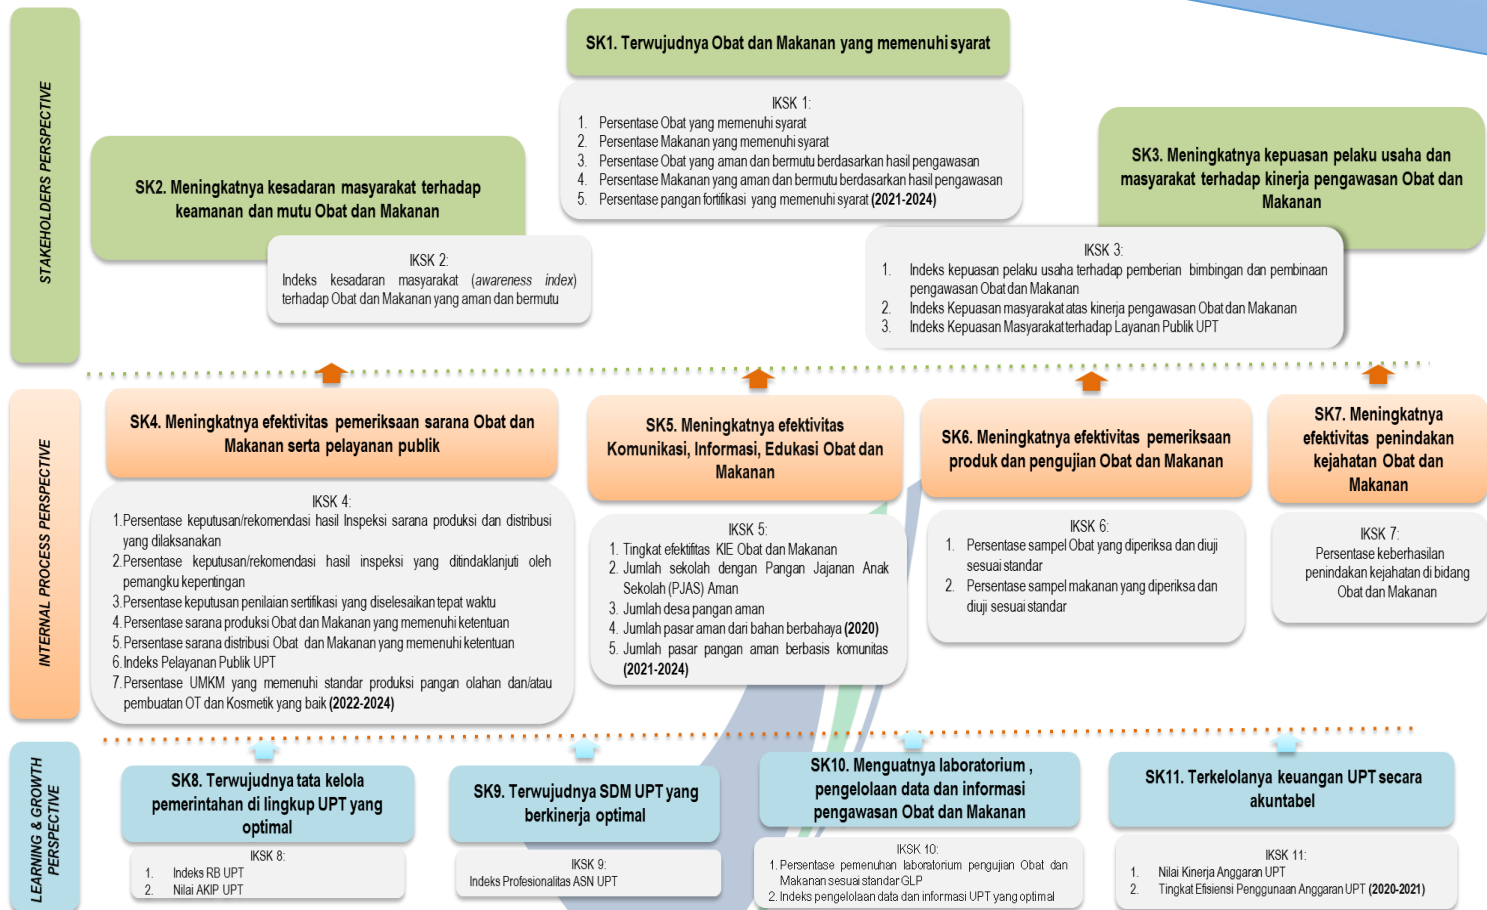 STAKEHOLDERS PERSPECTIVE
SK1. Terwujudnya Obat dan Makanan yang memenuhi syarat
IKSK 1:
1. Persentase Obat yang memenuhi syarat
2. Persentase Makanan yang memenuhi syarat
3. Persentase Obat yang aman dan bermutu berdasarkan hasil pengawasan
4. Persentase Makanan yang aman dan bermutu berdasarkan hasil pengawasan
5. Persentase pangan fortifikasi yang memenuhi syarat (2021-2024)
SK2. Meningkatnya kesadaran masyarakat terhadap
keamanan dan mutu Obat dan Makanan
IKSK 2:
Indeks kesadaran masyarakat (awareness index)
terhadap Obat dan Makanan yang aman dan bermutu
SK3. Meningkatnya kepuasan pelaku usaha dan
masyarakat terhadap kinerja pengawasan Obat dan
Makanan
IKSK 3:
1. Indeks kepuasan pelaku usaha terhadap pemberian bimbingan dan pembinaan
pengawasan Obat dan Makanan
2. Indeks Kepuasan masyarakat atas kinerja pengawasan Obat dan Makanan
3. Indeks Kepuasan Masyarakat terhadap Layanan Publik UPT
INTERNAL PROCESS PERSPECTIVE
SK4. Meningkatnya efektivitas pemeriksaan sarana Obat dan
Makanan serta pelayanan publik
IKSK 4:
1. Persentase keputusan/rekomendasi hasil Inspeksi sarana produksi dan distribusi
yang dilaksanakan
2. Persentase keputusan/rekomendasi hasil inspeksi yang ditindaklanjuti oleh
pemangku kepentingan
3. Persentase keputusan penilaian sertifikasi yang diselesaikan tepat waktu
4. Persentase sarana produksi Obat dan Makanan yang memenuhi ketentuan
5. Persentase sarana distribusi Obat dan Makanan yang memenuhi ketentuan
6. Indeks Pelayanan Publik UPT
7. Persentase UMKM yang memenuhi standar produksi pangan olahan dan/atau
pembuatan OT dan Kosmetik yang baik (2022-2024)
SK5. Meningkatnya efektivitas
Komunikasi, Informasi, Edukasi Obat dan
Makanan
IKSK 5:
1. Tingkat efektifitas KIE Obat dan Makanan
2. Jumlah sekolah dengan Pangan Jajanan Anak
Sekolah (PJAS) Aman
3. Jumlah desa pangan aman
4. Jumlah pasar aman dari bahan berbahaya (2020)
5. Jumlah pasar pangan aman berbasis komunitas
(2021-2024)
SK6. Meningkatnya efektivitas pemeriksaan
produk dan pengujian Obat dan Makanan
IKSK 6:
1. Persentase sampel Obat yang diperiksa dan diuji
sesuai standar
2. Persentase sampel makanan yang diperiksa dan
diuji sesuai standar
SK7. Meningkatnya
efektivitas penindakan
kejahatan Obat dan
Makanan
IKSK 7:
Persentase keberhasilan
penindakan kejahatan di bidang
Obat dan Makanan
LEARNING & GROWTH
PERSPECTIVE
SK8. Terwujudnya tata kelola
pemerintahan di lingkup UPT yang
optimal
IKSK 8:
1. Indeks RB UPT
2. Nilai AKIP UPT
SK9. Terwujudnya SDM UPT yang
berkinerja optimal
IKSK 9:
Indeks Profesionalitas ASN UPT
SK10. Menguatnya laboratorium ,
pengelolaan data dan informasi
pengawasan Obat dan Makanan
IKSK 10:
1. Persentase pemenuhan laboratorium pengujian Obat dan
Makanan sesuai standar GLP
2. Indeks pengelolaan data dan informasi UPT yang optimal
SK11. Terkelolanya keuangan UPT secara
akuntabel
IKSK 11:
1. Nilai Kinerja Anggaran UPT
2. Tingkat Efisiensi Penggunaan Anggaran UPT (2020-2021)